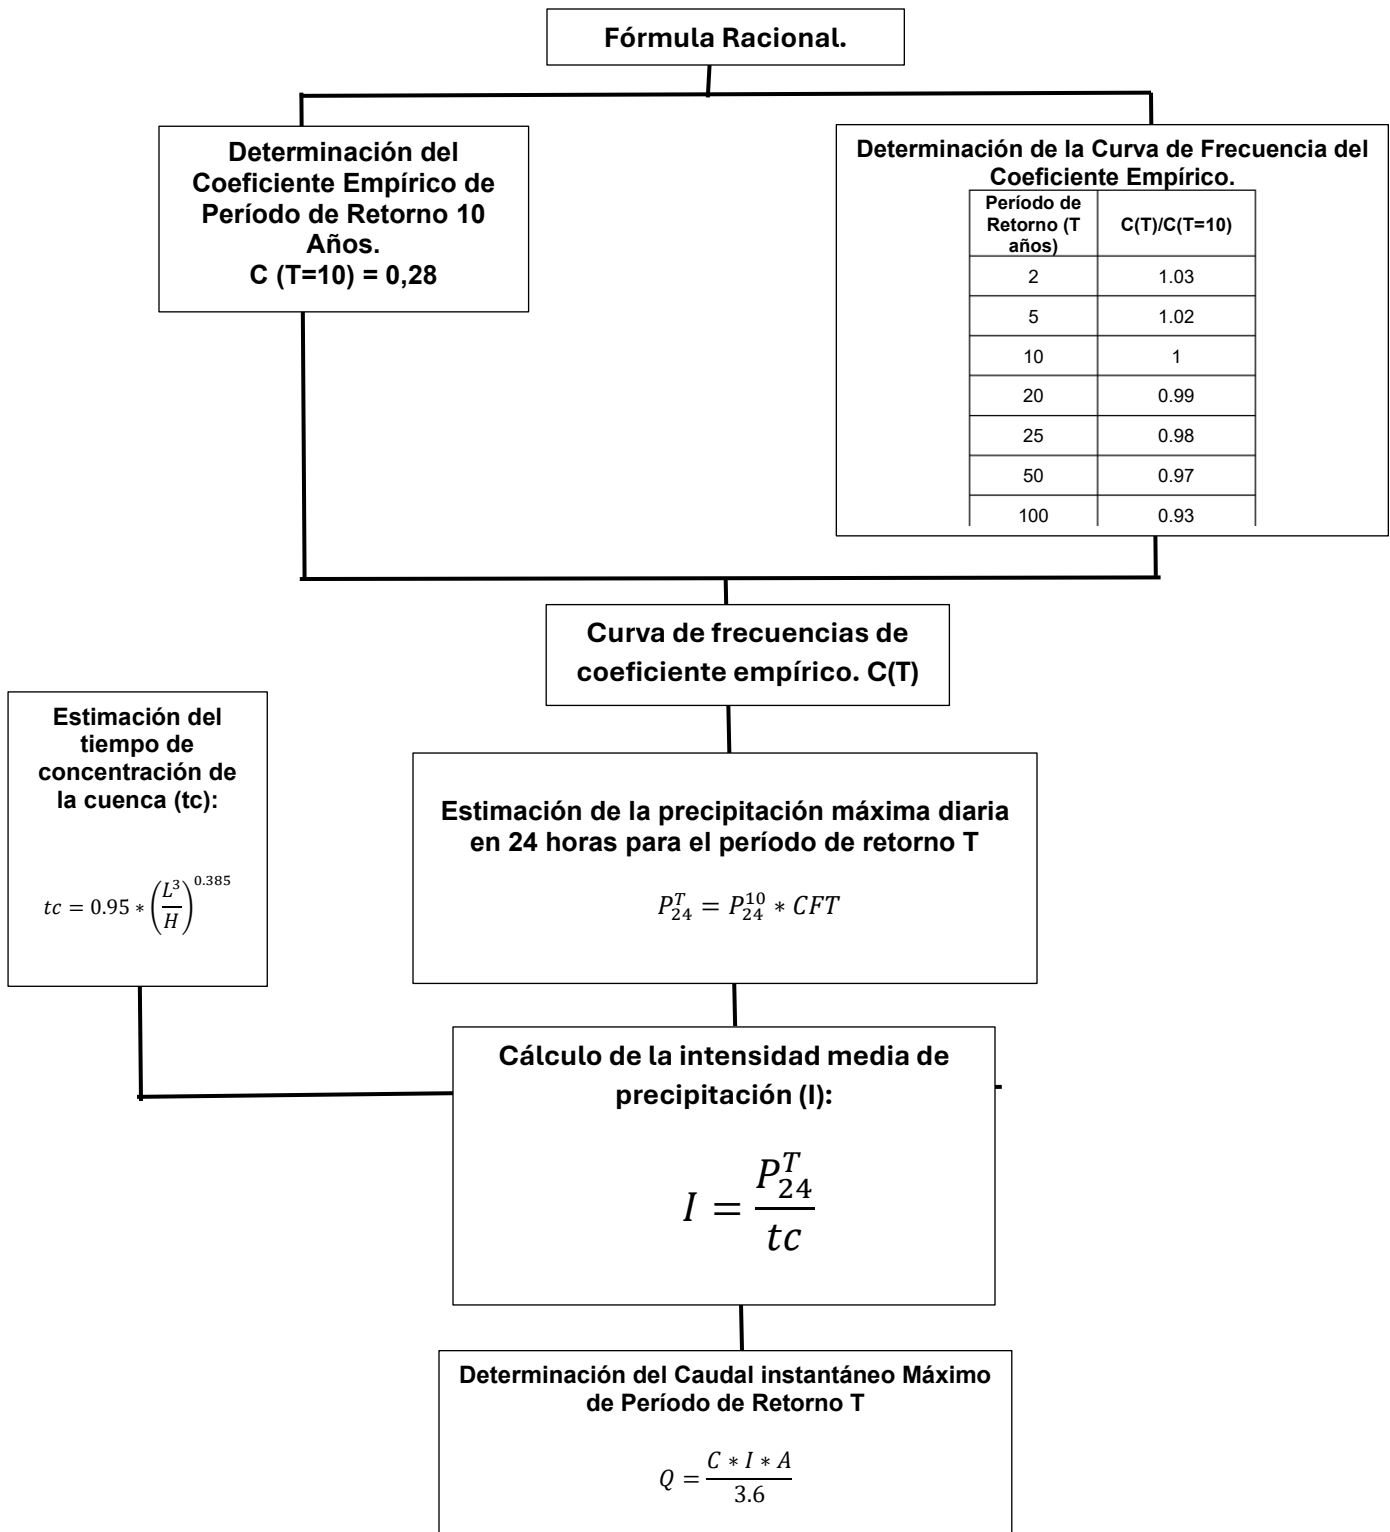 Fórmula Racional.
Determinación del
Coeficiente Empírico de
Período de Retorno 10
Años.
C (T=10) = 0,28
Determinación de la Curva de Frecuencia del
Coeficiente Empírico.
Período de
Retorno (T
años)
C(T)/C(T=10)
2 1.03
5 1.02
10 1
20 0.99
25 0.98
50 0.97
100 0.93
Curva de frecuencias de
coeficiente empírico. C(T)
Estimación del
tiempo de
concentración de
la cuenca (tc):
tc = 0.95 * (L³/H)^0.385
Estimación de la precipitación máxima diaria
en 24 horas para el período de retorno T
P_24^T = P_24^10 * CFT
Cálculo de la intensidad media de
precipitación (I):
I = P_24^T / tc
Determinación del Caudal instantáneo Máximo
de Período de Retorno T
Q = C * I * A / 3.6